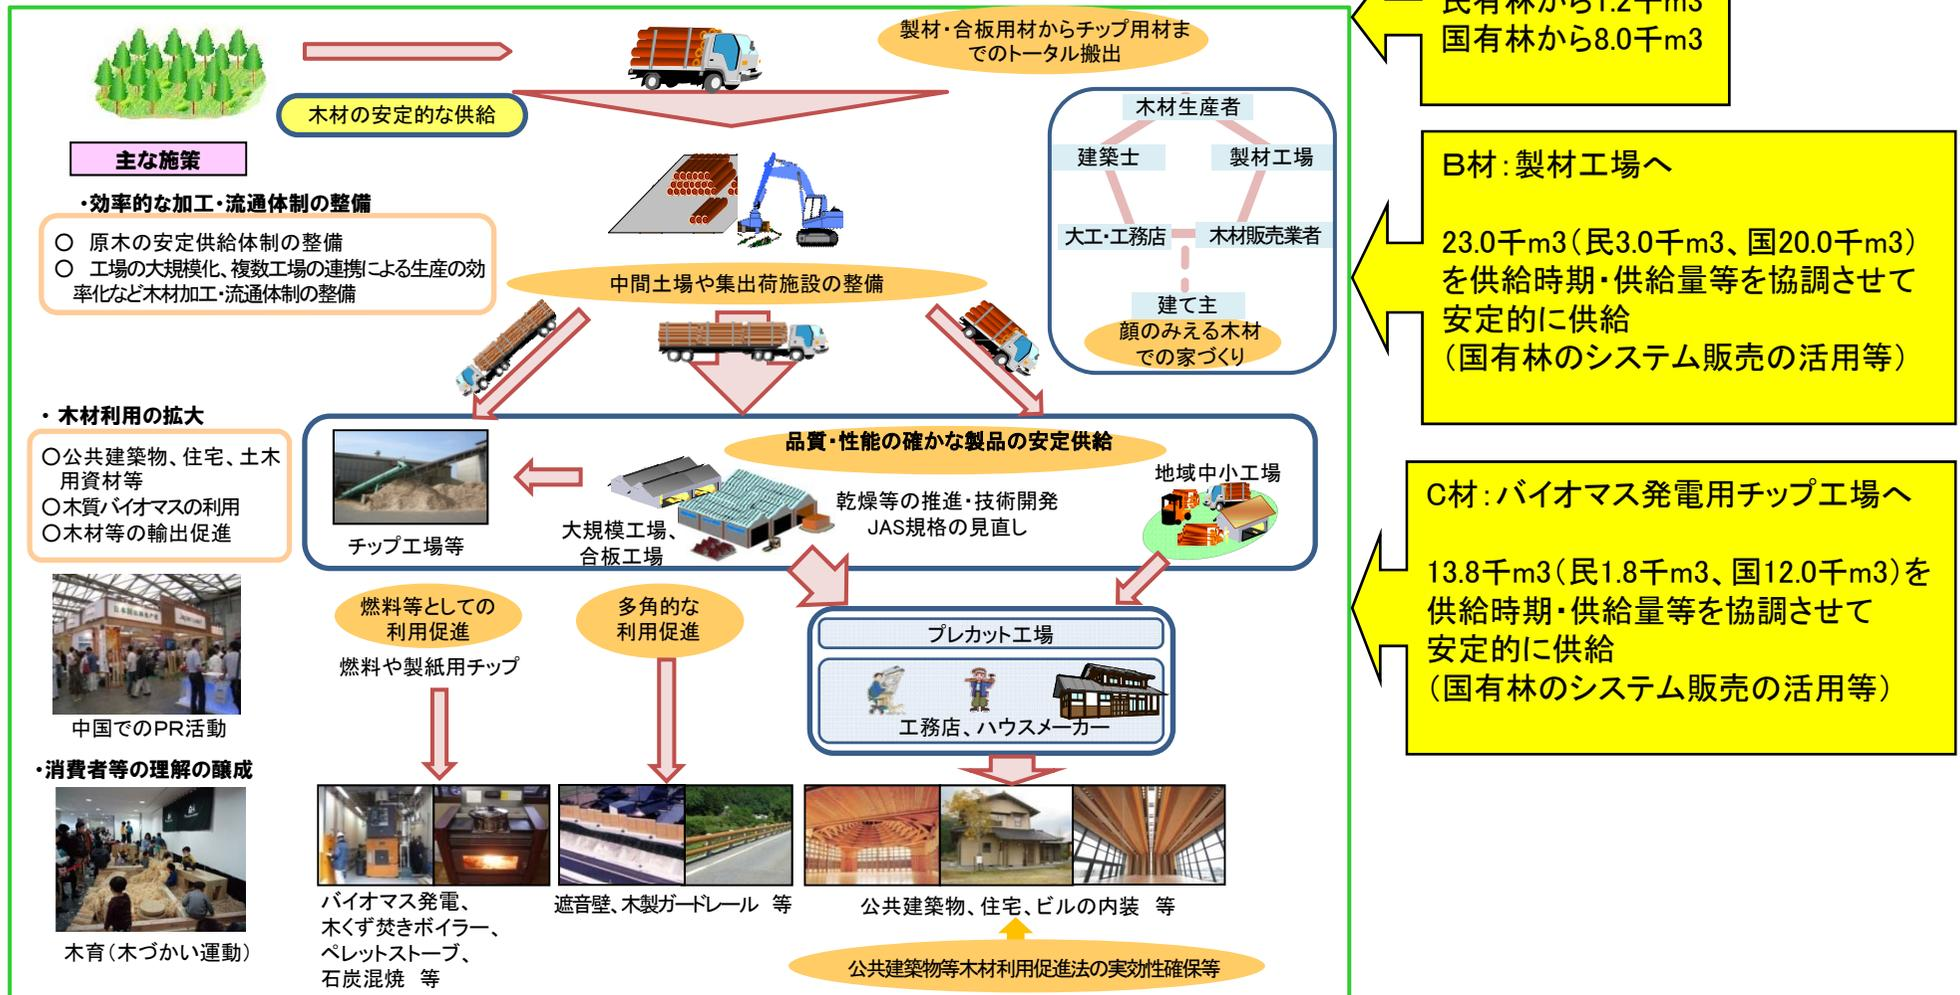 製材・合板用材からチップ用材ま
でのトータル搬出
木材の安定的な供給
主な施策
・効率的な加工・流通体制の整備
○ 原木の安定供給体制の整備
○ 工場の大規模化、複数工場の連携による生産の効
率化など木材加工・流通体制の整備
中間土場や集出荷施設の整備
木材生産者
建築士
製材工場
大工・工務店
木材販売業者
建て主
顔のみえる木材
での家づくり
・木材利用の拡大
○公共建築物、住宅、土木
用資材等
○木質バイオマスの利用
○木材等の輸出促進
品質・性能の確かな製品の安定供給
地域中小工場
乾燥等の推進・技術開発
JAS規格の見直し
チップ工場等
大規模工場、
合板工場
燃料等としての
利用促進
燃料や製紙用チップ
多角的な
利用促進
プレカット工場
工務店、ハウスメーカー
中国でのPR活動
・消費者等の理解の醸成
木育(木づかい運動)
バイオマス発電、
木くず焚きボイラー、
ペレットストーブ、
石炭混焼 等
遮音壁、木製ガードレール 等
公共建築物、住宅、ビルの内装 等
公共建築物等木材利用促進法の実効性確保等
民有林から1.2千m3
国有林から8.0千m3
B材:製材工場へ
23.0千m3(民3.0千m3、国20.0千m3)
を供給時期・供給量等を協調させて
安定的に供給
(国有林のシステム販売の活用等)
C材:バイオマス発電用チップ工場へ
13.8千m3(民1.8千m3、国12.0千m3)を
供給時期・供給量等を協調させて
安定的に供給
(国有林のシステム販売の活用等)